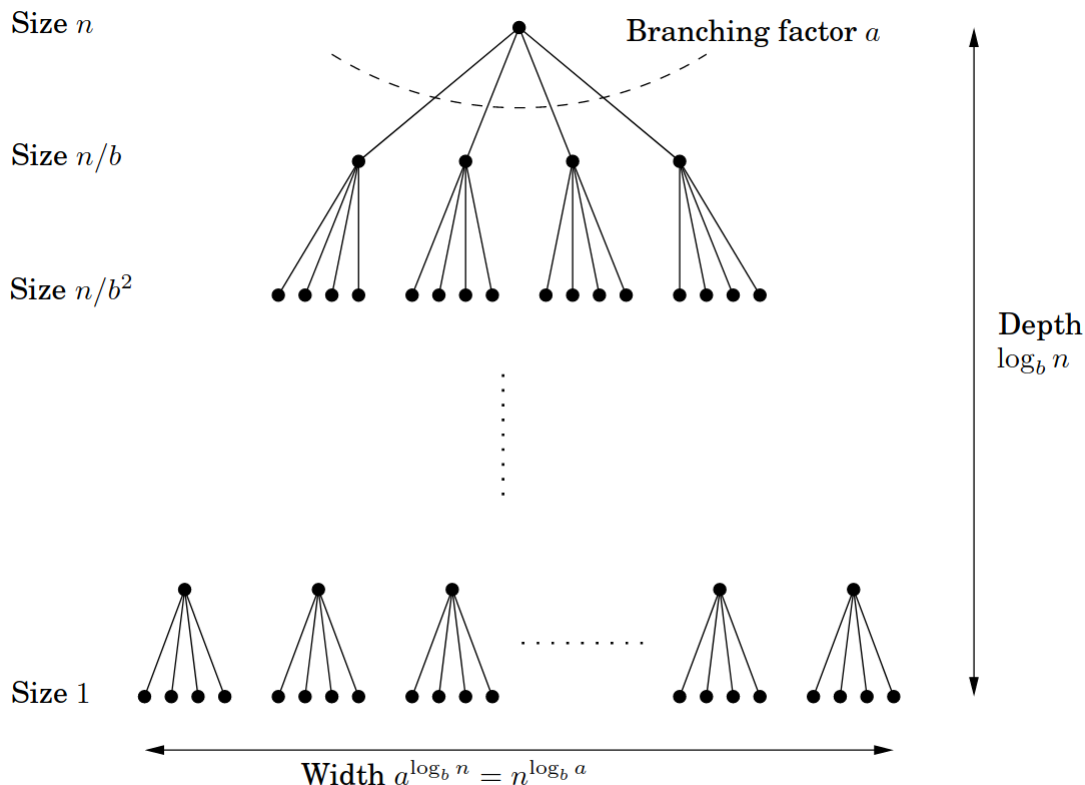 Size n
Branching factor a
Size n/b
Size n/b²
Depth
log_b n
Size 1
Width a^{log_b n} = n^{log_b a}